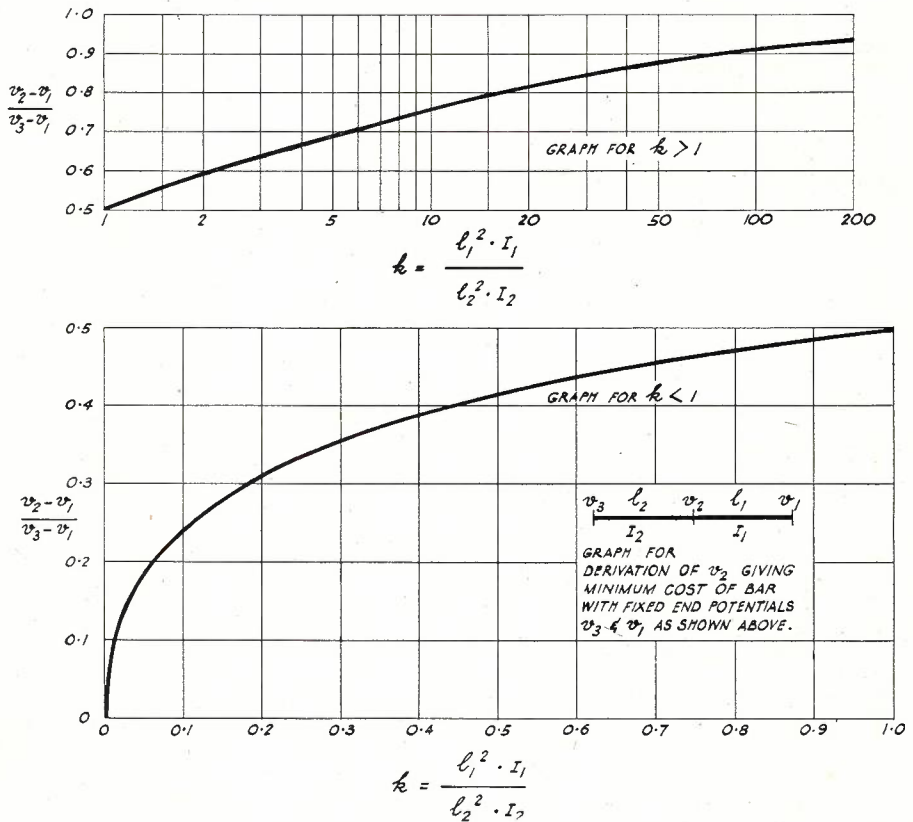 1.0
0.9
0.8
0.7
0.6
0.5
v₂-v₁
v₃-v₁
GRAPH FOR k > 1
1 2 5 10 20 50 100 200
k = l₁² · I₁
l₂² · I₂
0.5
0.4
0.3
0.2
0.1
0
v₂-v₁
v₃-v₁
GRAPH FOR k < 1
v₃ l₂ v₂ l₁ v₁
I₂ I₁
GRAPH FOR
DERIVATION OF v₂ GIVING
MINIMUM COST OF BAR
WITH FIXED END POTENTIALS
v₃ & v₁ AS SHOWN ABOVE.
0 0.1 0.2 0.3 0.4 0.5 0.6 0.7 0.8 0.9 1.0
k = l₁² · I₁
l₂² · I₂